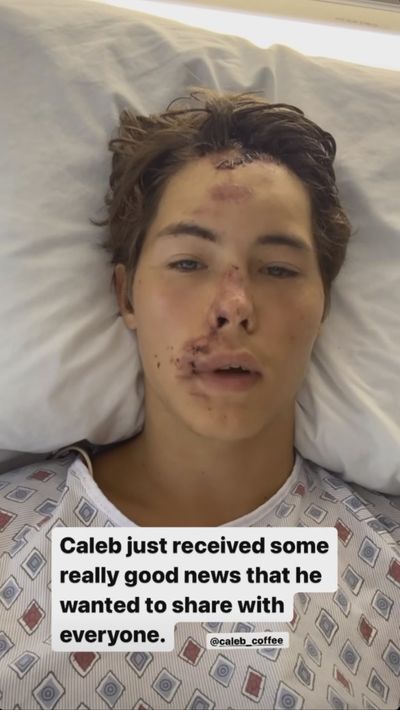 Caleb just received some
really good news that he
wanted to share with
everyone.
@caleb_coffee